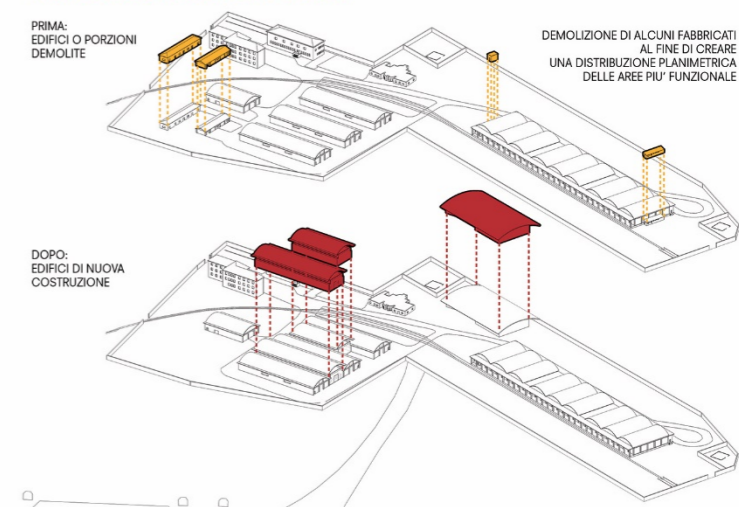 PRIMA:
EDIFICI O PORZIONI
DEMOLITE
DEMOLIZIONE DI ALCUNI FABBRICATI
AL FINE DI CREARE
UNA DISTRIBUZIONE PLANIMETRICA
DELLE AREE PIU' FUNZIONALE
DOPO:
EDIFICI DI NUOVA
COSTRUZIONE